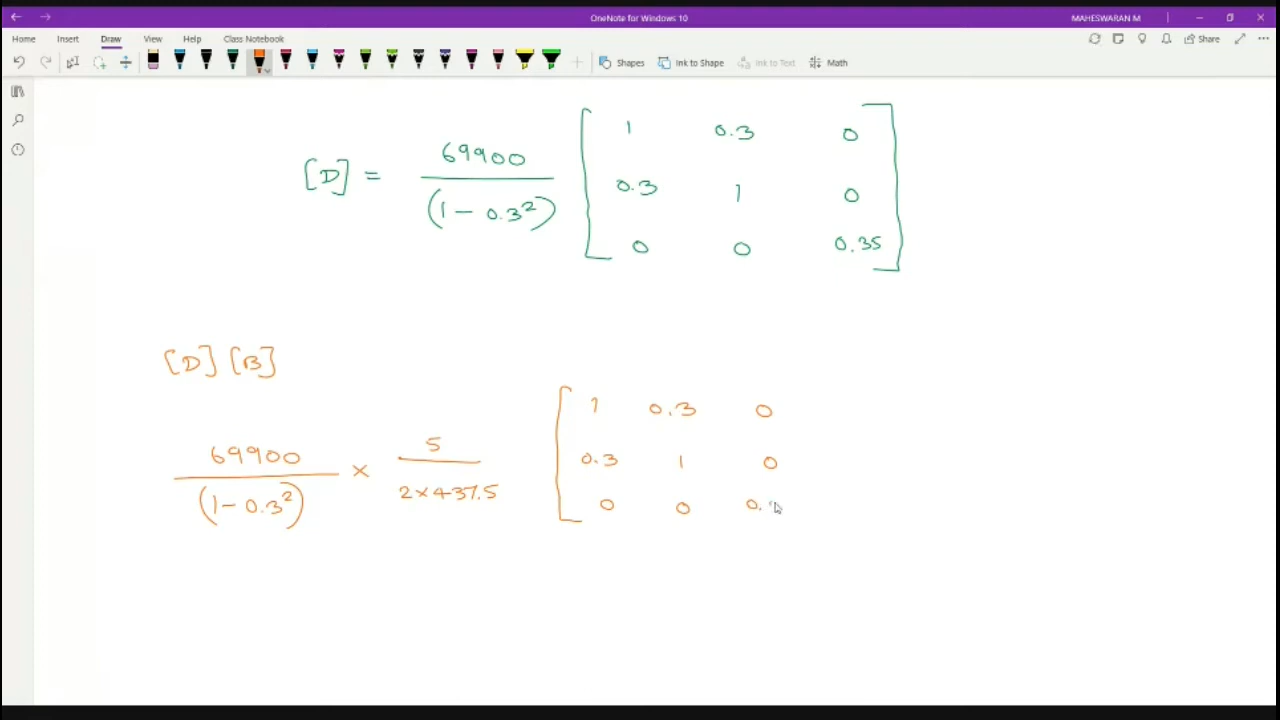 OneNote for Windows 10 MAHESWARAN M
Home Insert Draw View Help Class Notebook Share
Shapes Ink to Shape Ink to Text Math
[D] = 69900 / (1 - 0.3²) [ 1 0.3 0
0.3 1 0
0 0 0.35 ]
[D] [B]
69900 / (1 - 0.3²) × 5 / 2×437.5 [ 1 0.3 0
0.3 1 0
0 0 0.